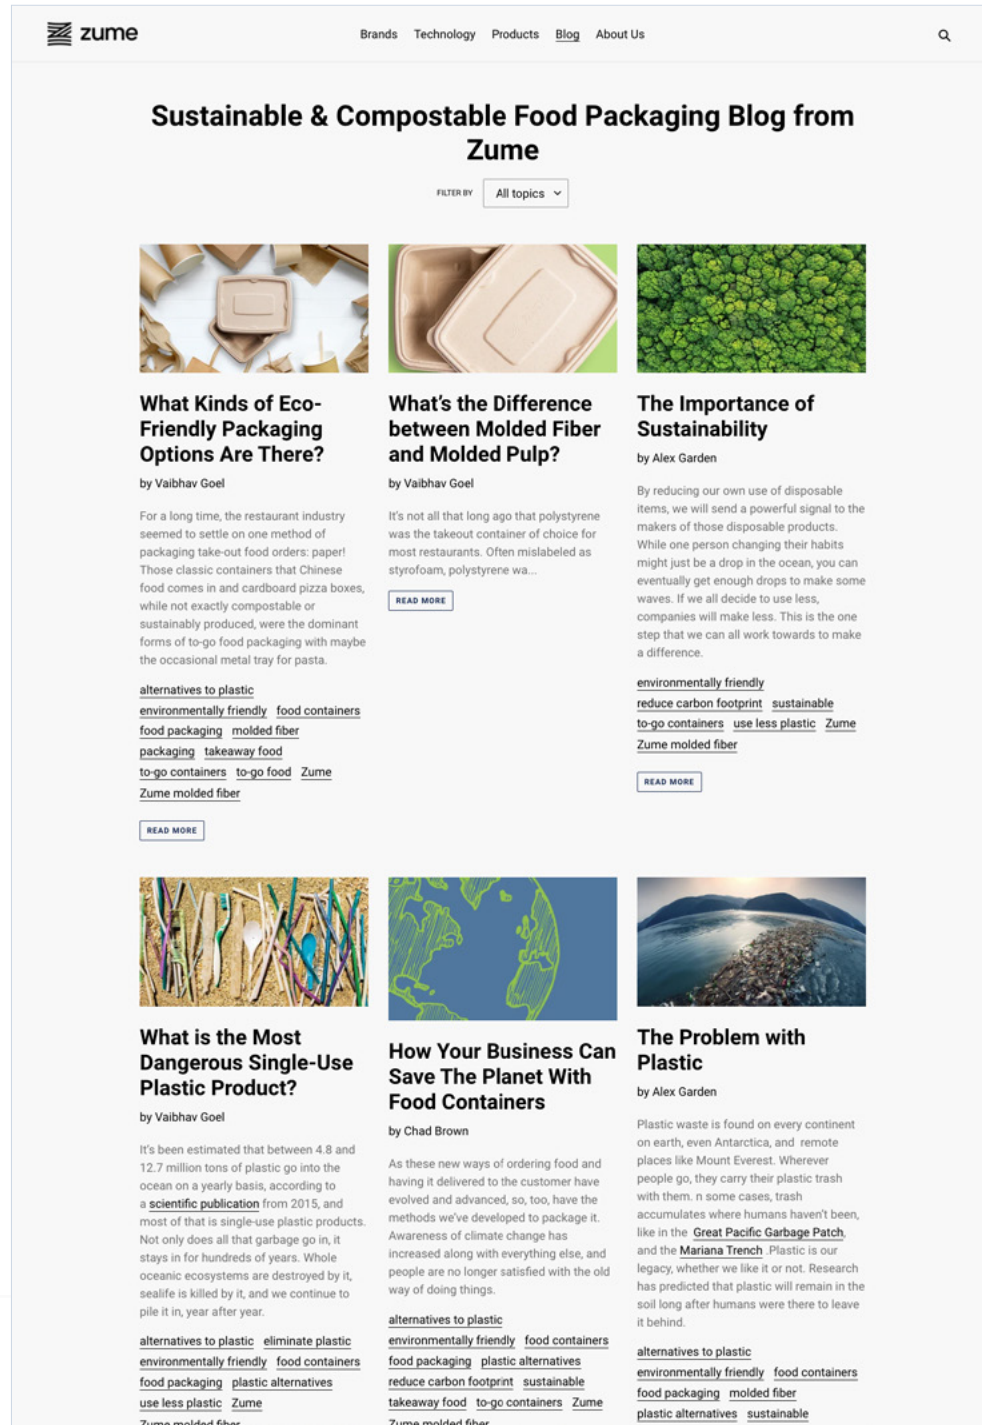 zume
Brands Technology Products Blog About Us
Sustainable & Compostable Food Packaging Blog from
Zume
FILTER BY All topics
What Kinds of Eco-
Friendly Packaging
Options Are There?
by Vaibhav Goel
For a long time, the restaurant industry
seemed to settle on one method of
packaging take-out food orders: paper!
Those classic containers that Chinese
food comes in and cardboard pizza boxes,
while not exactly compostable or
sustainably produced, were the dominant
forms of to-go food packaging with maybe
the occasional metal tray for pasta.
alternatives to plastic
environmentally friendly food containers
food packaging molded fiber
packaging takeaway food
to-go containers to-go food Zume
Zume molded fiber
READ MORE
What's the Difference
between Molded Fiber
and Molded Pulp?
by Vaibhav Goel
It's not all that long ago that polystyrene
was the takeout container of choice for
most restaurants. Often mislabeled as
styrofoam, polystyrene wa...
READ MORE
The Importance of
Sustainability
by Alex Garden
By reducing our own use of disposable
items, we will send a powerful signal to the
makers of those disposable products.
While one person changing their habits
might just be a drop in the ocean, you can
eventually get enough drops to make some
waves. If we all decide to use less,
companies will make less. This is the one
step that we can all work towards to make
a difference.
environmentally friendly
reduce carbon footprint sustainable
to-go containers use less plastic Zume
Zume molded fiber
READ MORE
What is the Most
Dangerous Single-Use
Plastic Product?
by Vaibhav Goel
It's been estimated that between 4.8 and
12.7 million tons of plastic go into the
ocean on a yearly basis, according to
a scientific publication from 2015, and
most of that is single-use plastic products.
Not only does all that garbage go in, it
stays in for hundreds of years. Whole
oceanic ecosystems are destroyed by it,
sealife is killed by it, and we continue to
pile it in, year after year.
alternatives to plastic eliminate plastic
environmentally friendly food containers
food packaging plastic alternatives
use less plastic Zume
Zume molded fiber
How Your Business Can
Save The Planet With
Food Containers
by Chad Brown
As these new ways of ordering food and
having it delivered to the customer have
evolved and advanced, so, too, have the
methods we've developed to package it.
Awareness of climate change has
increased along with everything else, and
people are no longer satisfied with the old
way of doing things.
alternatives to plastic
environmentally friendly food containers
food packaging plastic alternatives
reduce carbon footprint sustainable
takeaway food to-go containers Zume
Zume molded fiber
The Problem with
Plastic
by Alex Garden
Plastic waste is found on every continent
on earth, even Antarctica, and remote
places like Mount Everest. Wherever
people go, they carry their plastic trash
with them. n some cases, trash
accumulates where humans haven't been,
like in the Great Pacific Garbage Patch,
and the Mariana Trench .Plastic is our
legacy, whether we like it or not. Research
has predicted that plastic will remain in the
soil long after humans were there to leave
it behind.
alternatives to plastic
environmentally friendly food containers
food packaging molded fiber
plastic alternatives sustainable